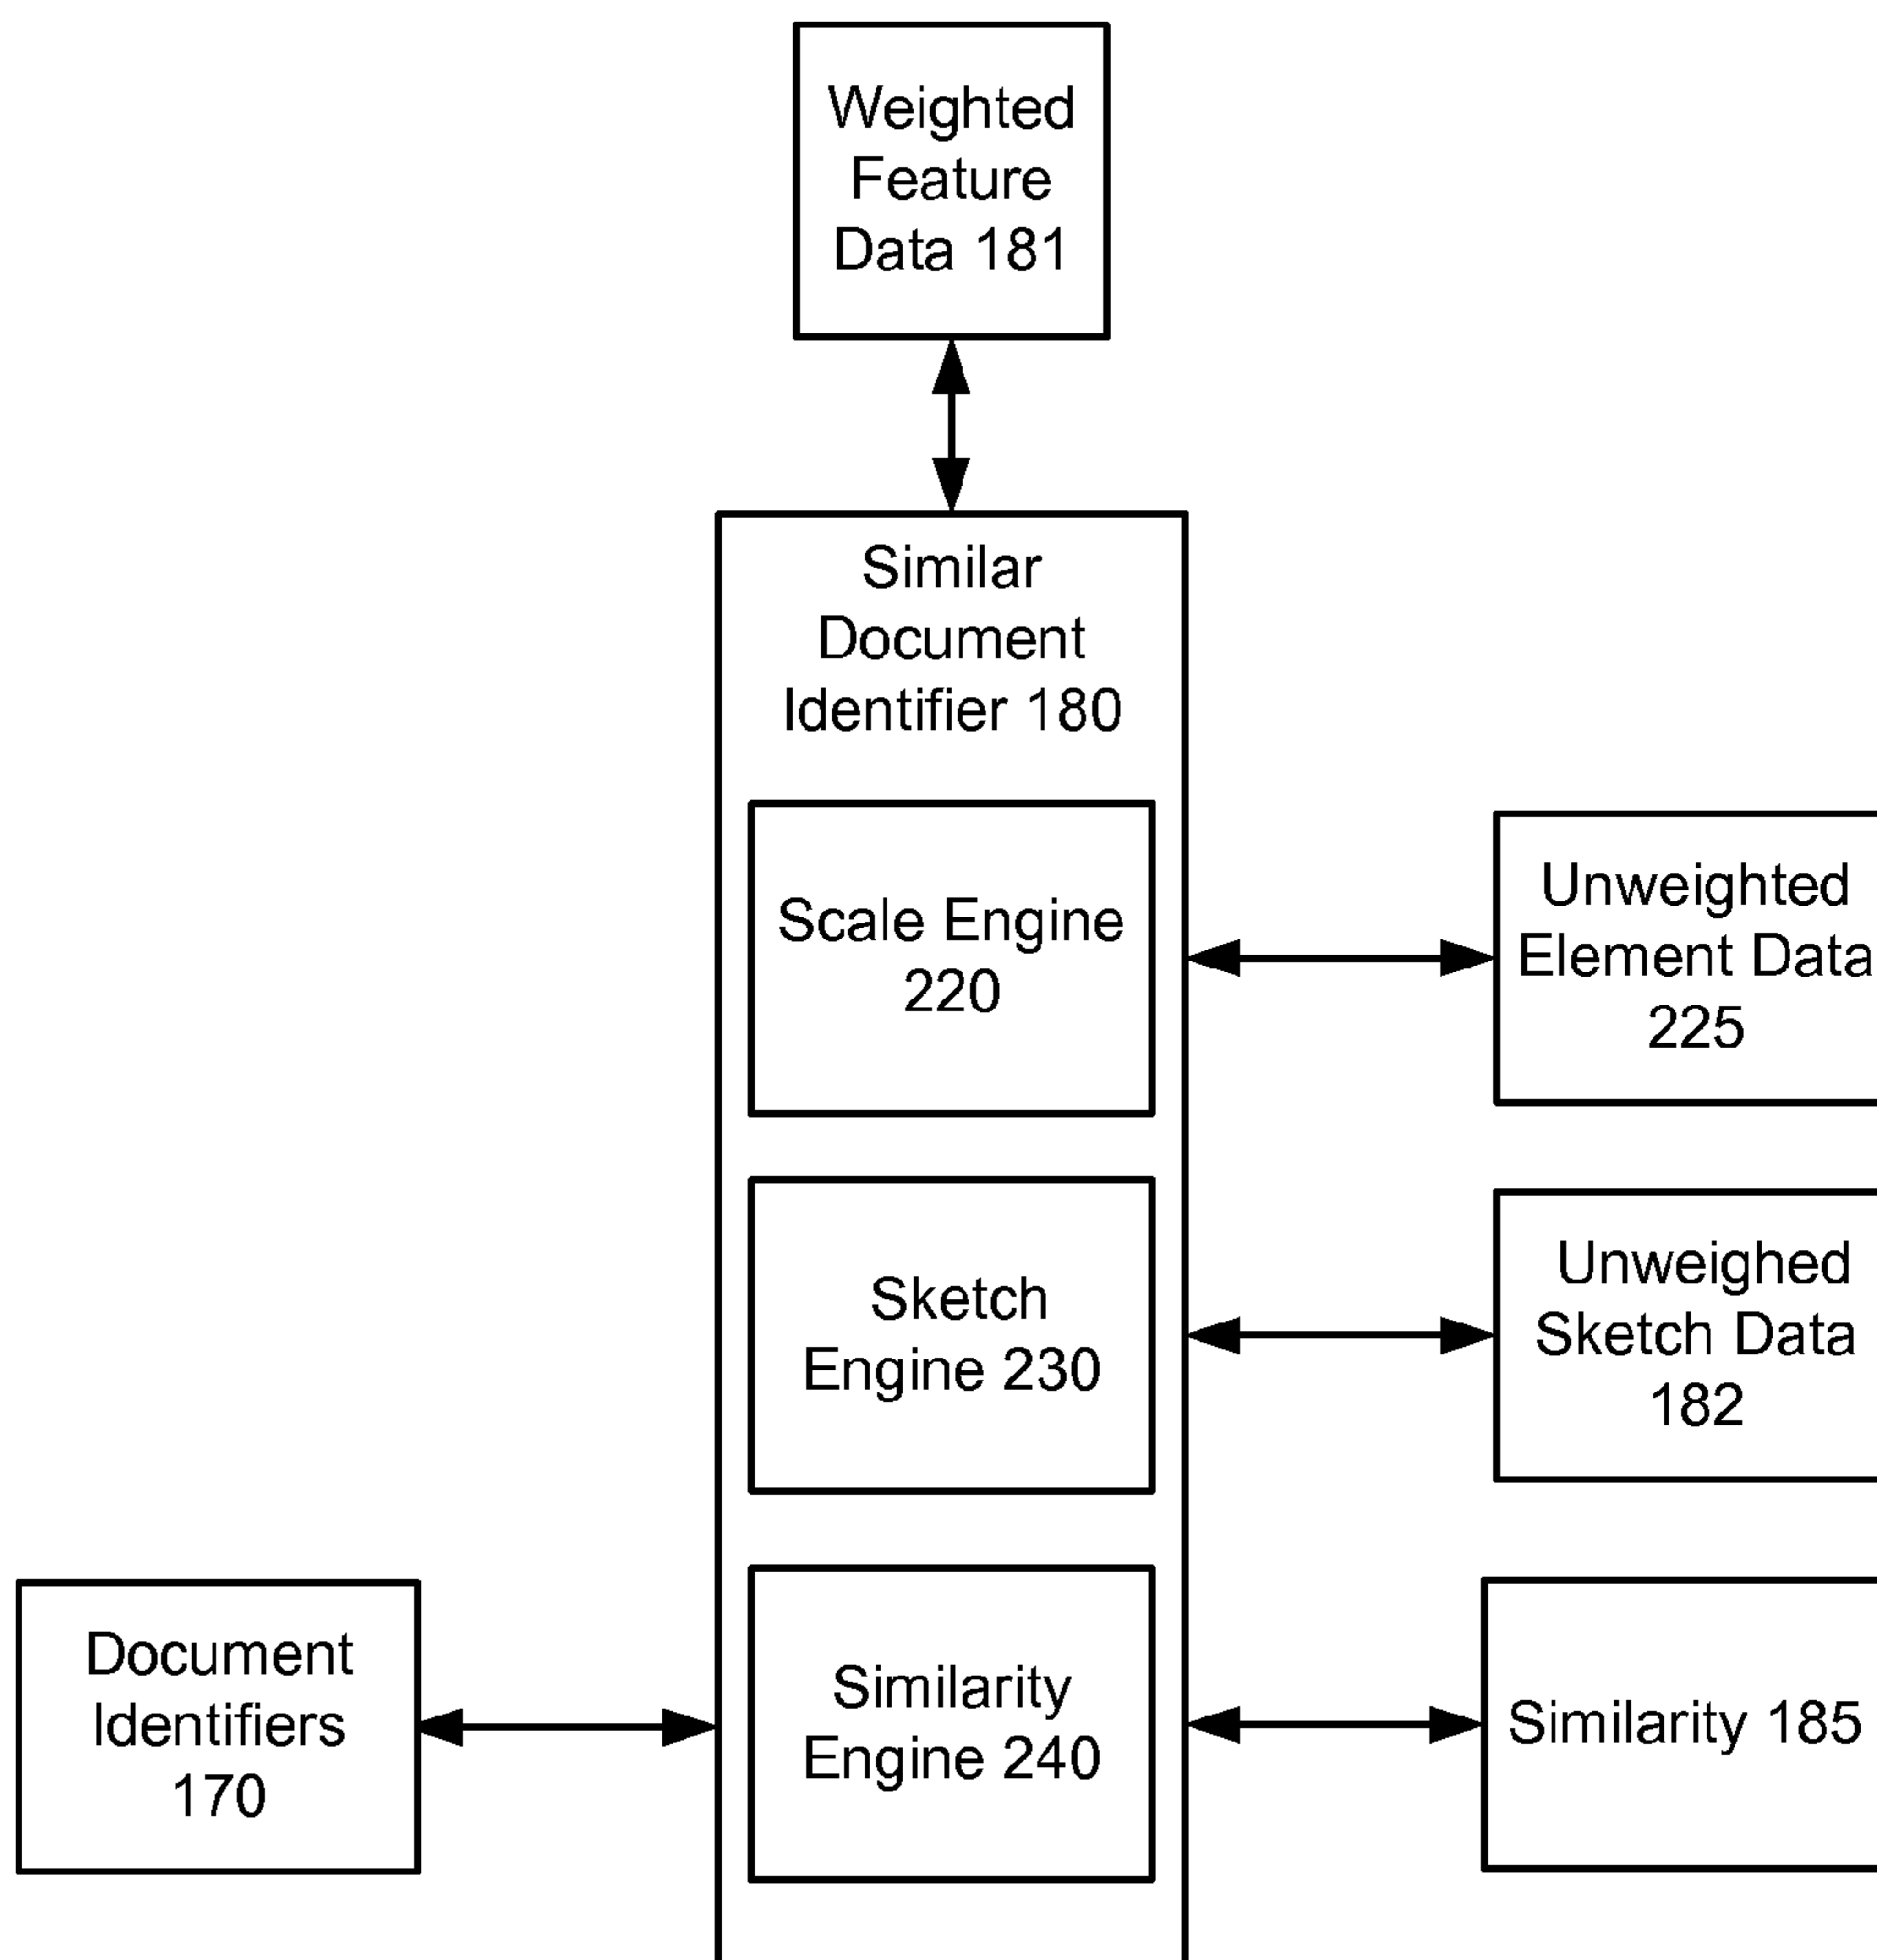 Weighted
Feature
Data 181
Similar
Document
Identifier 180
Scale Engine
220
Unweighted
Element Data
225
Sketch
Engine 230
Unweighed
Sketch Data
182
Document
Identifiers
170
Similarity
Engine 240
Similarity 185